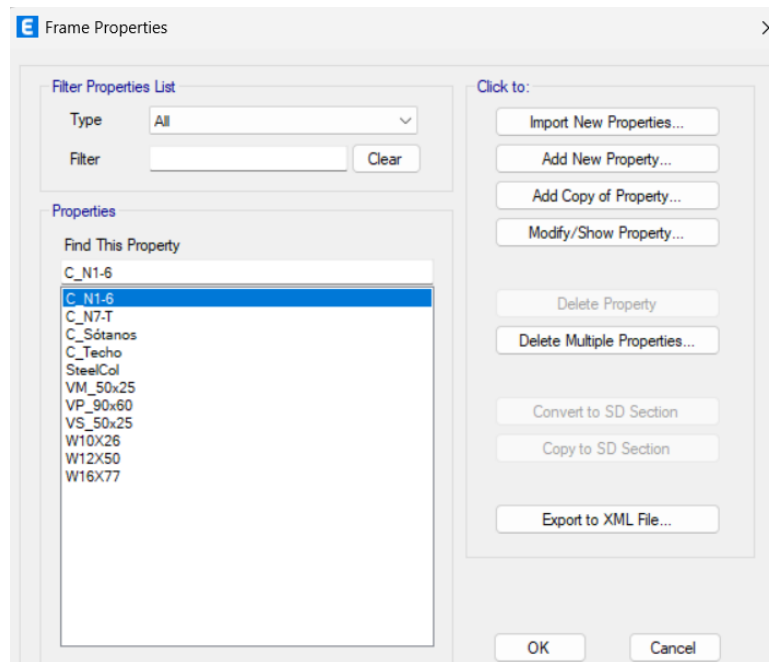 E Frame Properties
Filter Properties List
Type All
Filter Clear
Properties
Find This Property
C_N1-6
C_N1-6
C_N7-T
C_Sótanos
C_Techo
SteelCol
VM_50x25
VP_90x60
VS_50x25
W10X26
W12X50
W16X77
Click to:
Import New Properties...
Add New Property...
Add Copy of Property...
Modify/Show Property...
Delete Property
Delete Multiple Properties...
Convert to SD Section
Copy to SD Section
Export to XML File...
OK Cancel